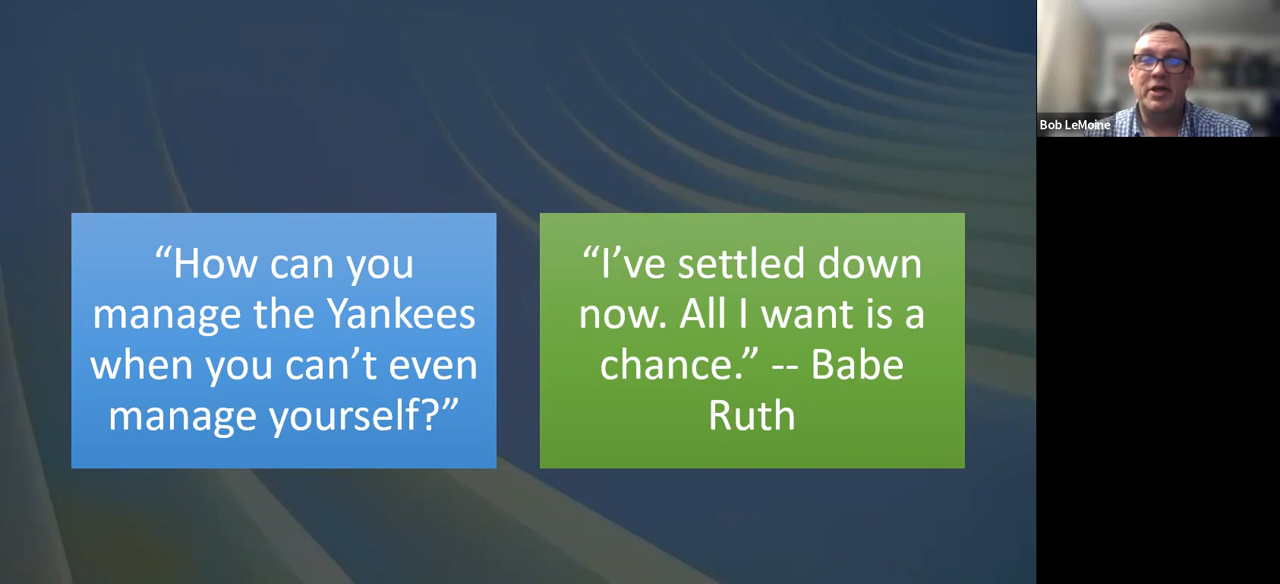 “How can you
manage the Yankees
when you can’t even
manage yourself?”
“I’ve settled down
now. All I want is a
chance.” -- Babe
Ruth
Bob LeMoine